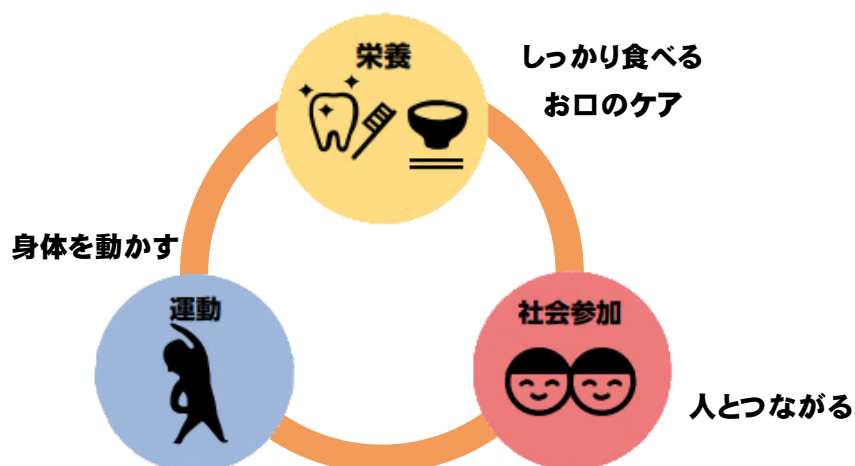 栄養
しっかり食べる
お口のケア
身体を動かす
運動
社会参加
人とつながる